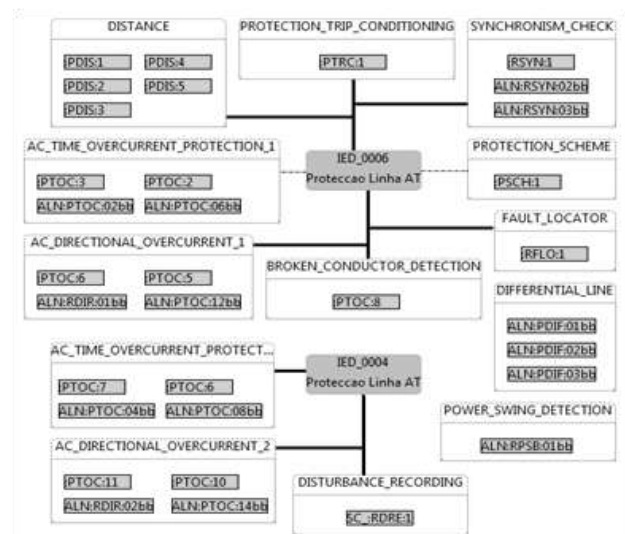 DISTANCE
PROTECTION_TRIP_CONDITIONING
SYNCHRONISM_CHECK
PDIS:1 PDIS:4
PDIS:2 PDIS:5
PDIS:3
PTRC:1
RSYN:1
ALN:RSYN:02bb
ALN:RSYN:03bb
AC_TIME_OVERCURRENT_PROTECTION_1
PTOC:3 PTOC:2
ALN:PTOC:02bb ALN:PTOC:06bb
IED_0006
Proteccao Linha AT
PROTECTION_SCHEME
PSCH:1
AC_DIRECTIONAL_OVERCURRENT_1
PTOC:6 PTOC:5
ALN:RDIR:01bb ALN:PTOC:12bb
BROKEN_CONDUCTOR_DETECTION
PTOC:8
FAULT_LOCATOR
RFLO:1
DIFFERENTIAL_LINE
ALN:PDIF:01bb
ALN:PDIF:02bb
ALN:PDIF:03bb
AC_TIME_OVERCURRENT_PROTECT...
PTOC:7 PTOC:6
ALN:PTOC:04bb ALN:PTOC:08bb
IED_0004
Proteccao Linha AT
POWER_SWING_DETECTION
ALN:RPSB:01bb
AC_DIRECTIONAL_OVERCURRENT_2
PTOC:11 PTOC:10
ALN:RDIR:02bb ALN:PTOC:14bb
DISTURBANCE_RECORDING
SC_:RDRE:1